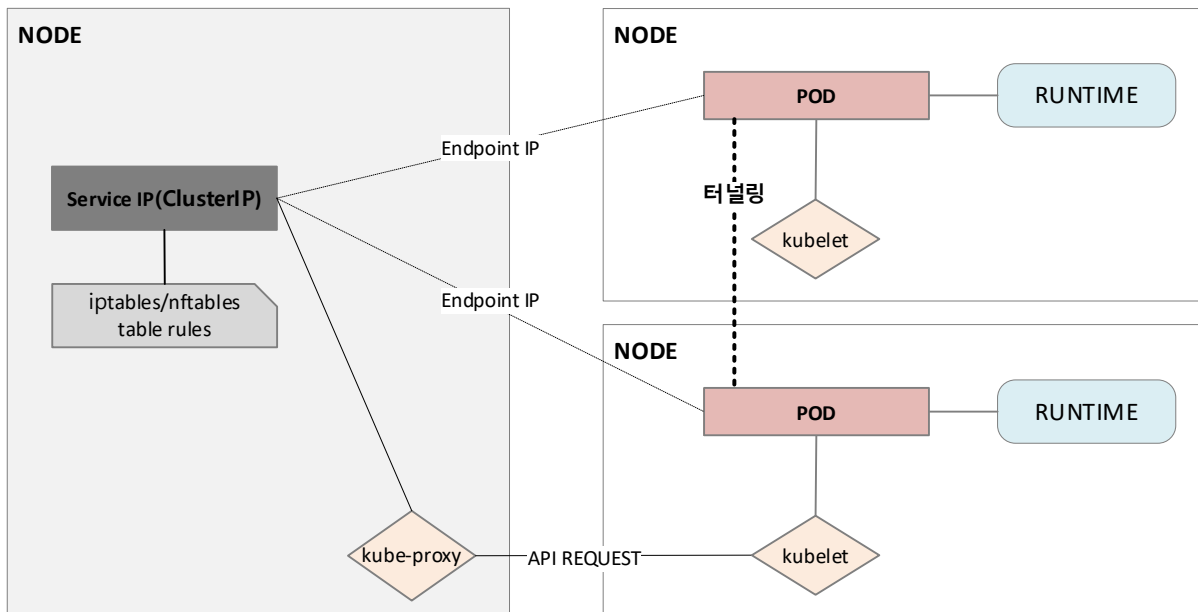 NODE
Service IP(ClusterIP)
iptables/nftables
table rules
Endpoint IP
Endpoint IP
kube-proxy
API REQUEST
NODE
POD
RUNTIME
터널링
kubelet
NODE
POD
RUNTIME
kubelet